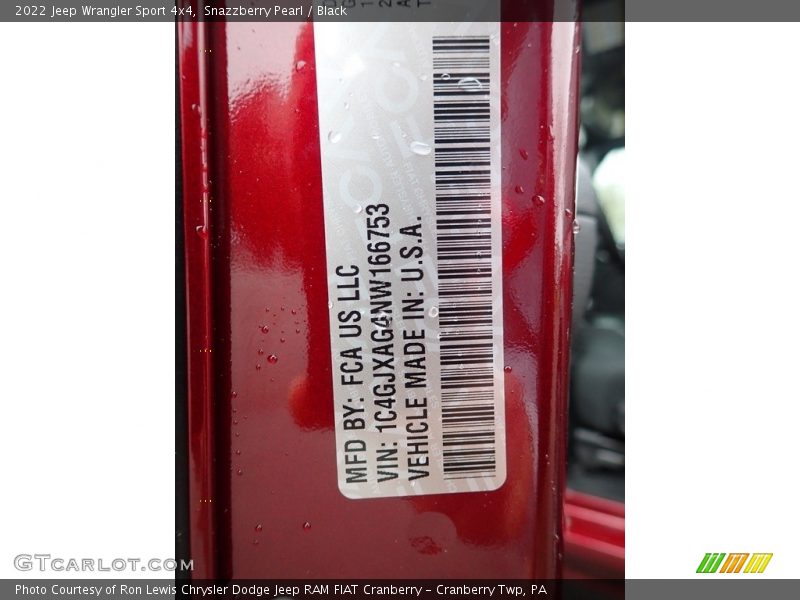 2022 Jeep Wrangler Sport 4x4, Snazzberry Pearl / Black
MFD BY: FCA US LLC
VIN: 1C4GJXAG4NW166753
VEHICLE MADE IN: U.S.A.
GTCARLOT.COM
Photo Courtesy of Ron Lewis Chrysler Dodge Jeep RAM FIAT Cranberry - Cranberry Twp, PA